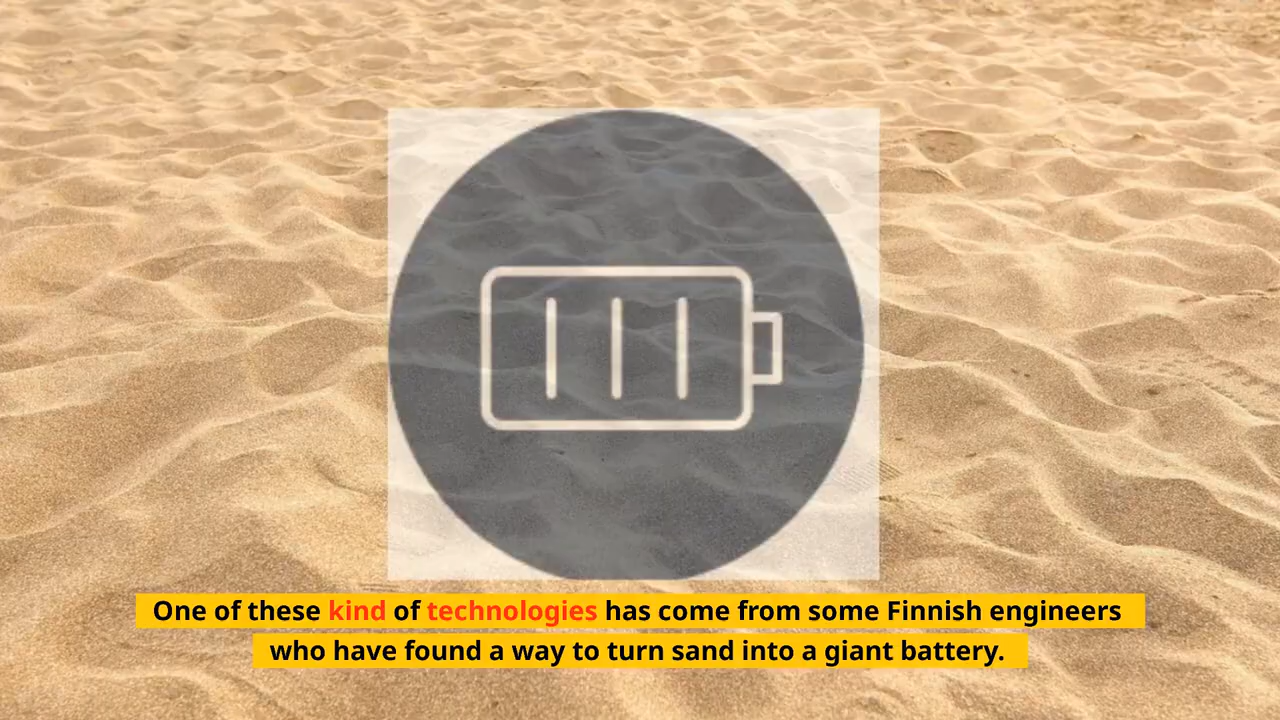 One of these kind of technologies has come from some Finnish engineers
who have found a way to turn sand into a giant battery.